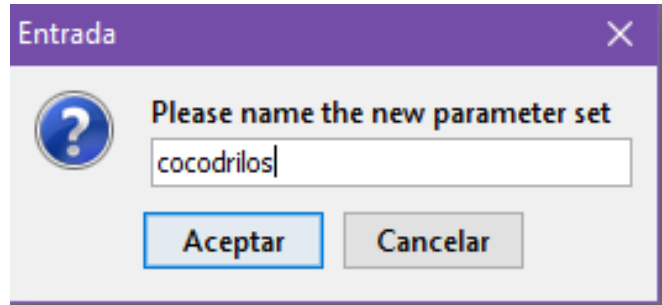 Entrada
Please name the new parameter set
cocodrilos
Aceptar Cancelar